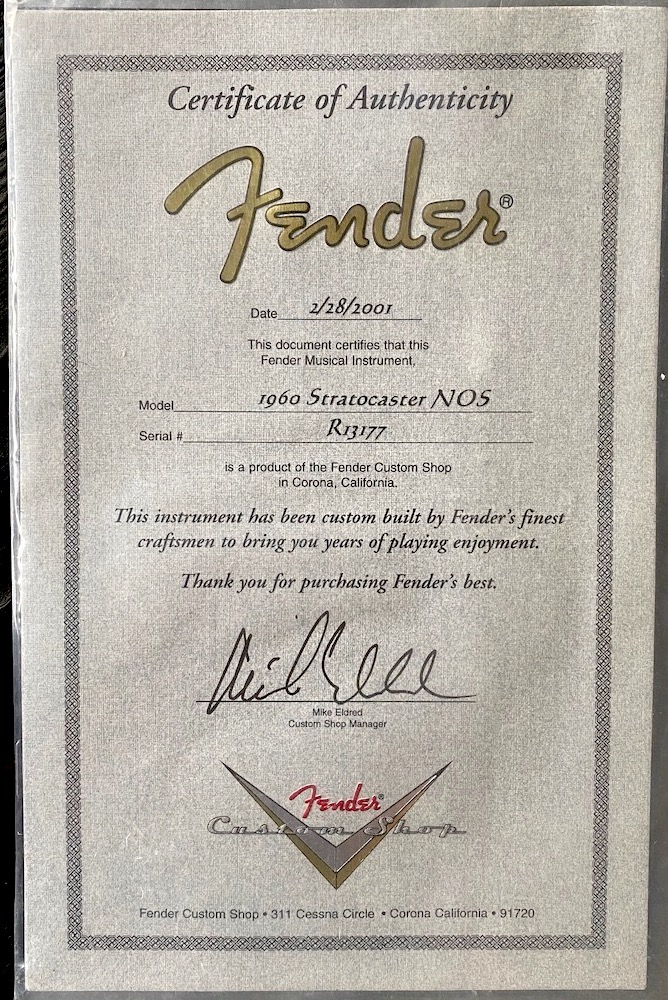 Certificate of Authenticity
Fender®
Date 2/28/2001
This document certifies that this
Fender Musical Instrument,
Model 1960 Stratocaster NOS
Serial # R13177
is a product of the Fender Custom Shop
in Corona, California.
This instrument has been custom built by Fender's finest
craftsmen to bring you years of playing enjoyment.
Thank you for purchasing Fender's best.
Mike Eldred
Mike Eldred
Custom Shop Manager
Fender®
Custom Shop
Fender Custom Shop • 311 Cessna Circle • Corona California • 91720